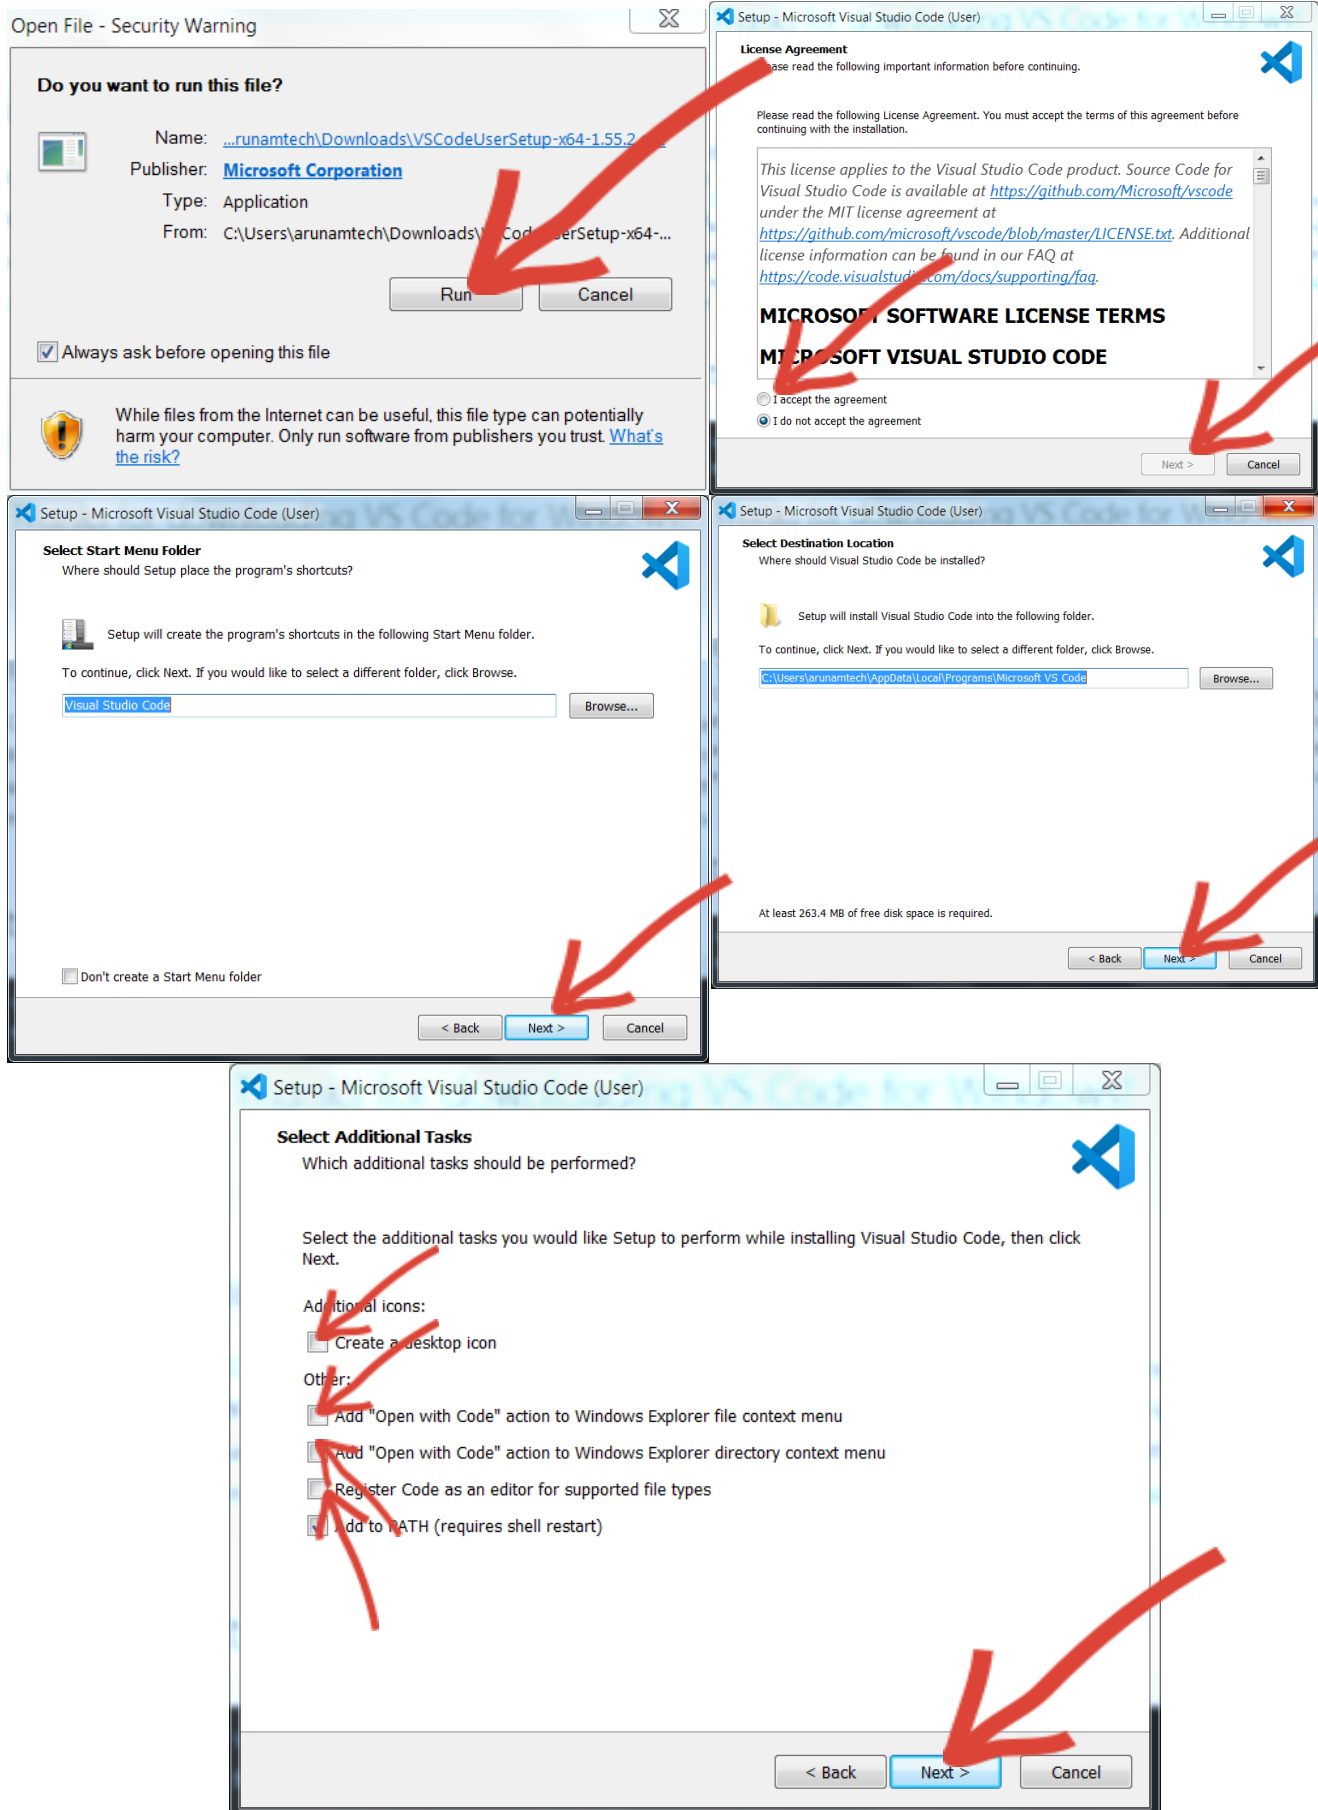 Open File - Security Warning
Do you want to run this file?
Name: ...runamtech\Downloads\VSCodeUserSetup-x64-1.55.2
Publisher: Microsoft Corporation
Type: Application
From: C:\Users\arunamtech\Downloads\VSCodeUserSetup-x64-...
Run Cancel
Always ask before opening this file
While files from the Internet can be useful, this file type can potentially
harm your computer. Only run software from publishers you trust. What's
the risk?
Setup - Microsoft Visual Studio Code (User)
License Agreement
Please read the following important information before continuing.
Please read the following License Agreement. You must accept the terms of this agreement before
continuing with the installation.
This license applies to the Visual Studio Code product. Source Code for
Visual Studio Code is available at https://github.com/Microsoft/vscode
under the MIT license agreement at
https://github.com/microsoft/vscode/blob/master/LICENSE.txt. Additional
license information can be found in our FAQ at
https://code.visualstudio.com/docs/supporting/faq.
MICROSOFT SOFTWARE LICENSE TERMS
MICROSOFT VISUAL STUDIO CODE
I accept the agreement
I do not accept the agreement
Next > Cancel
Setup - Microsoft Visual Studio Code (User)
Select Start Menu Folder
Where should Setup place the program's shortcuts?
Setup will create the program's shortcuts in the following Start Menu folder.
To continue, click Next. If you would like to select a different folder, click Browse.
Visual Studio Code
Browse...
Don't create a Start Menu folder
< Back Next > Cancel
Setup - Microsoft Visual Studio Code (User)
Select Destination Location
Where should Visual Studio Code be installed?
Setup will install Visual Studio Code into the following folder.
To continue, click Next. If you would like to select a different folder, click Browse.
C:\Users\arunamtech\AppData\Local\Programs\Microsoft VS Code
Browse...
At least 263.4 MB of free disk space is required.
< Back Next > Cancel
Setup - Microsoft Visual Studio Code (User)
Select Additional Tasks
Which additional tasks should be performed?
Select the additional tasks you would like Setup to perform while installing Visual Studio Code, then click
Next.
Additional icons:
Create a desktop icon
Other:
Add "Open with Code" action to Windows Explorer file context menu
Add "Open with Code" action to Windows Explorer directory context menu
Register Code as an editor for supported file types
Add to PATH (requires shell restart)
< Back Next > Cancel